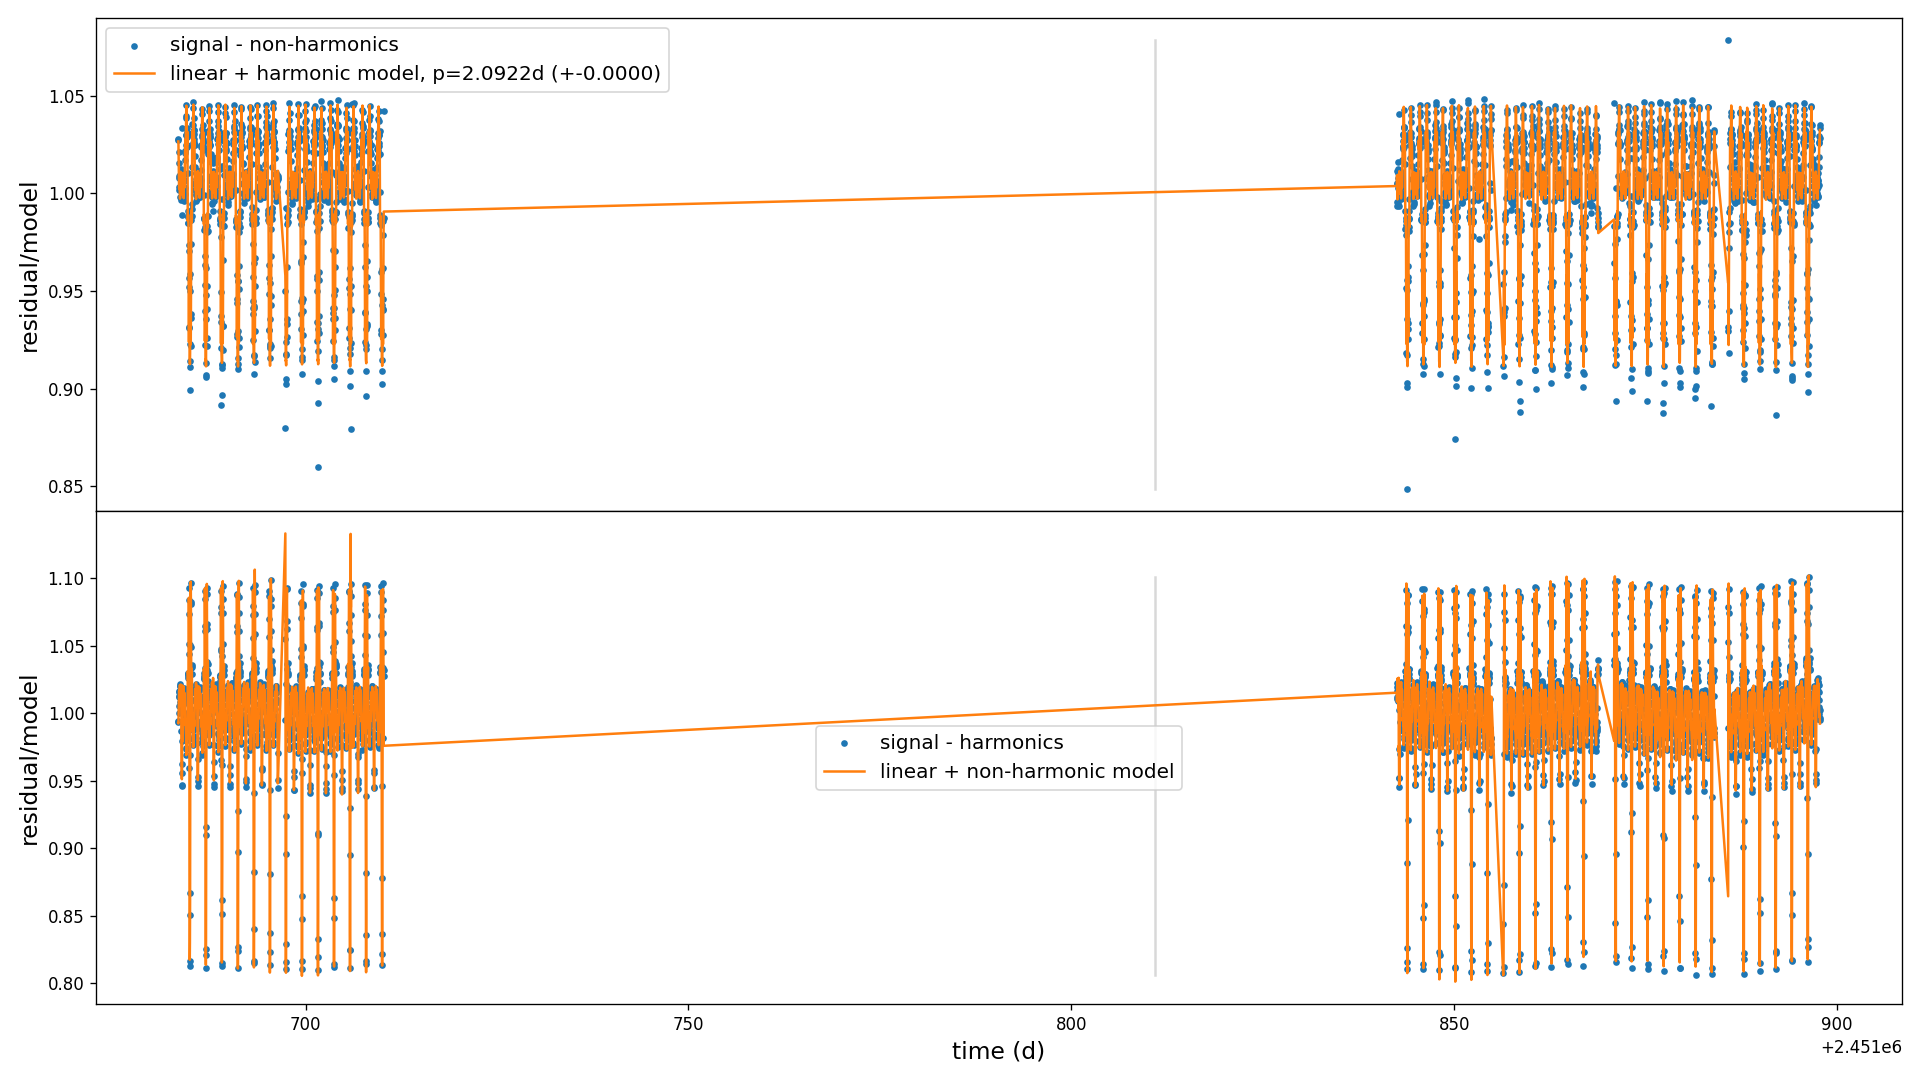 signal - non-harmonics
linear + harmonic model, p=2.0922d (+-0.0000)
residual/model
1.05
1.00
0.95
0.90
0.85
residual/model
1.10
1.05
1.00
0.95
0.90
0.85
0.80
signal - harmonics
linear + non-harmonic model
700
750
800
850
900
time (d)
+2.451e6